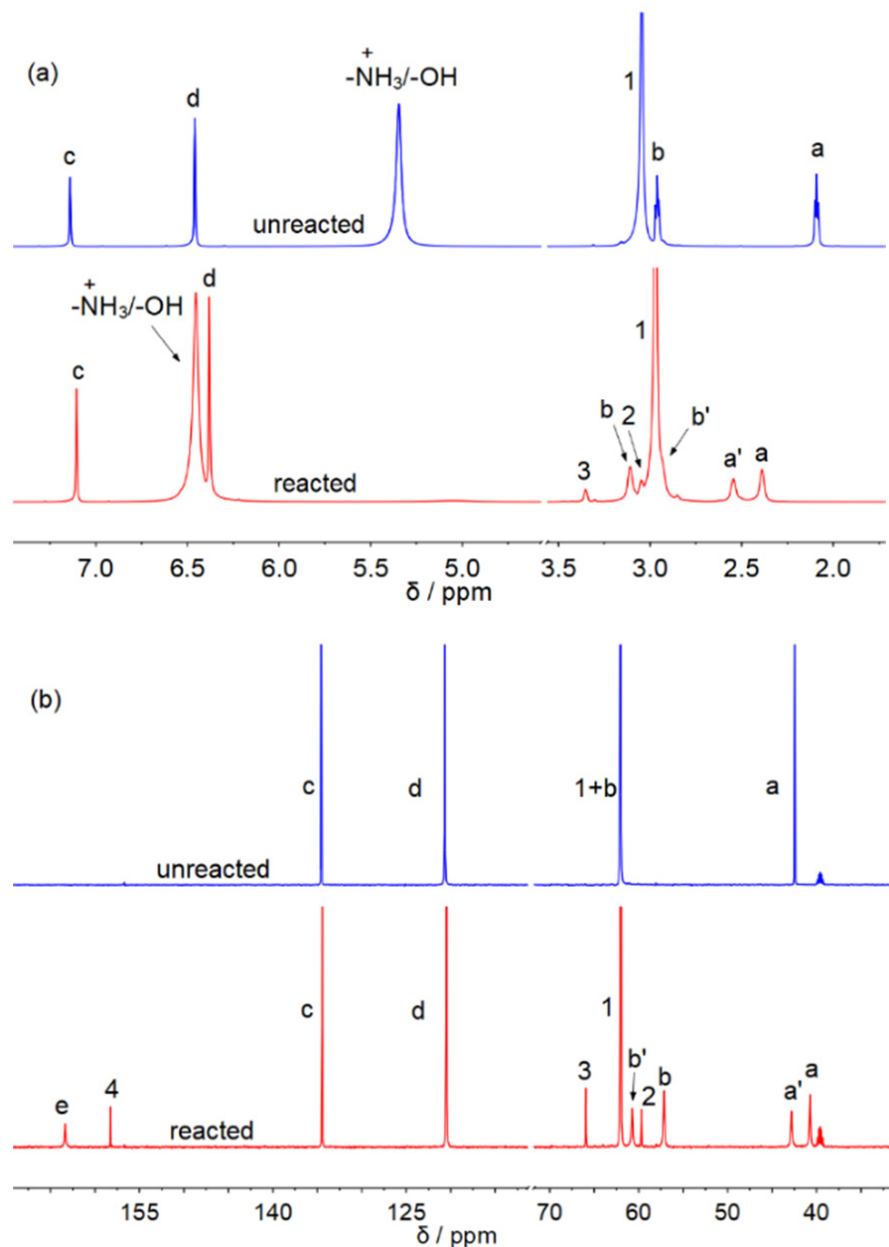 (a)
+
-NH3/-OH
1
d
c
b
a
unreacted
+
-NH3/-OH
d
1
c
b
2
b'
a'
a
3
reacted
7.0 6.5 6.0 5.5 5.0 3.5 3.0 2.5 2.0
δ / ppm
(b)
c
d
1+b
a
unreacted
c
d
1
3
b'
2
b
a'
a
e
4
reacted
155 140 125 70 60 50 40
δ / ppm